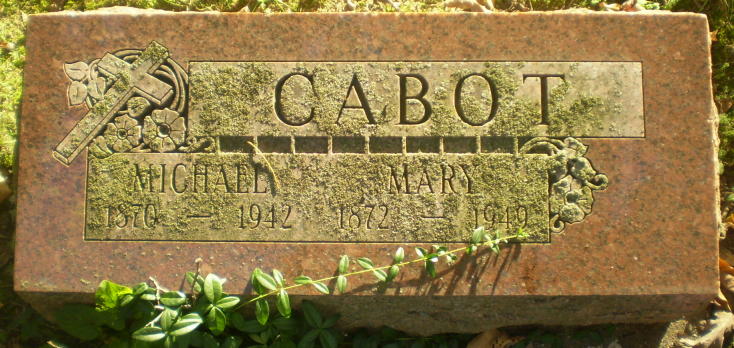 CABOT
MICHAEL MARY
1870 — 1942 1872 — 1949